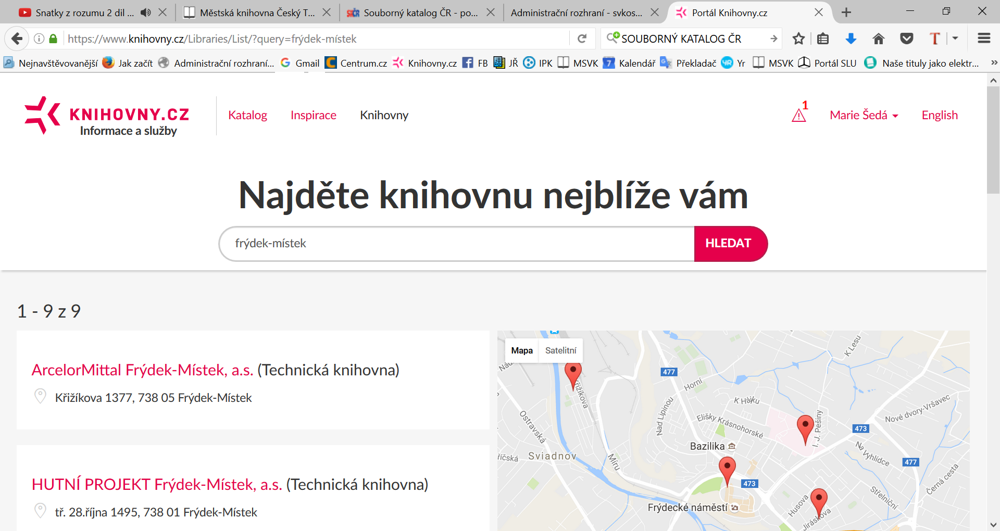 Snatky z rozumu 2 dil ...
Městská knihovna Český T...
Souborný katalog ČR - po...
Administrační rozhraní - svkos...
Portál Knihovny.cz
https://www.knihovny.cz/Libraries/List/?query=frýdek-místek
SOUBORNÝ KATALOG ČR
Nejnavštěvovanější
Jak začít
Administrační rozhraní...
Gmail
Centrum.cz
Knihovny.cz
FB
JŘ
IPK
MSVK
7
Kalendář
Překladač
YR
Yr
MSVK
Portál SLU
Naše tituly jako elektr...
KNIHOVNY.CZ
Informace a služby
Katalog
Inspirace
Knihovny
1
Marie Šedá
English
Najděte knihovnu nejblíže vám
frýdek-místek
HLEDAT
1 - 9 z 9
ArcelorMittal Frýdek-Místek, a.s. (Technická knihovna)
Křižíkova 1377, 738 05 Frýdek-Místek
HUTNÍ PROJEKT Frýdek-Místek, a.s. (Technická knihovna)
tř. 28.října 1495, 738 01 Frýdek-Místek
Mapa
Satelitní
K Lesu
477
Horní
Křižíkova
K Hájku
Nové dvory-Vršavec
Nad Lipinou
Elišky Krásnohorské
I. J. Pešiny
473
Ostravská
Bazilika
Na Vyhlídce
477
Sviadnov
Míru
Černá cesta
473
Střelniční
Frýdecké náměstí
Husova
Jiráskova